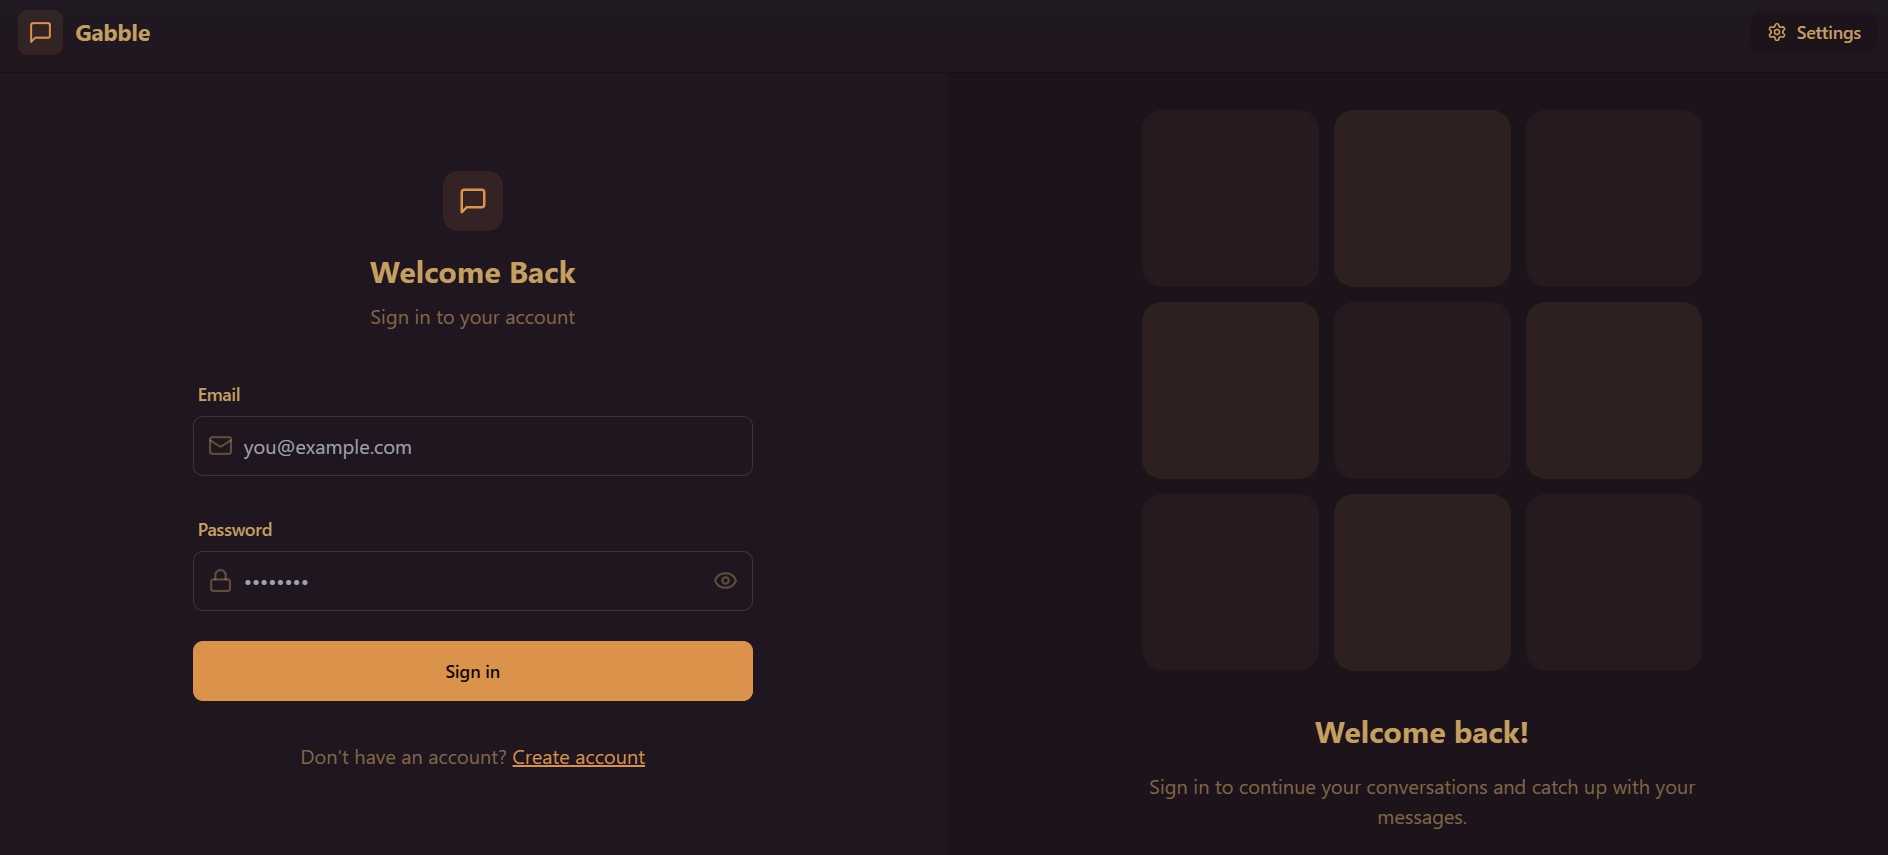 Gabble
Settings
Welcome Back
Sign in to your account
Email
you@example.com
Password
••••••••
Sign in
Don't have an account? Create account
Welcome back!
Sign in to continue your conversations and catch up with your
messages.